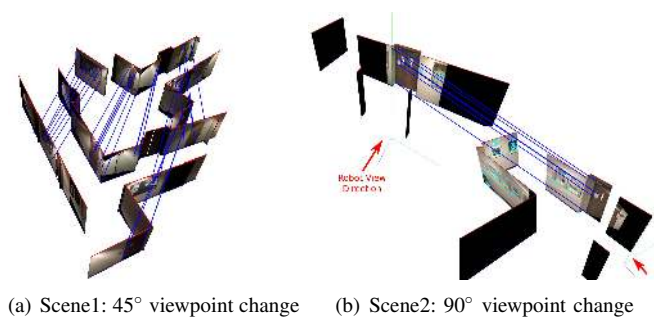 Robot View
Direction
(a) Scene1: 45° viewpoint change
(b) Scene2: 90° viewpoint change